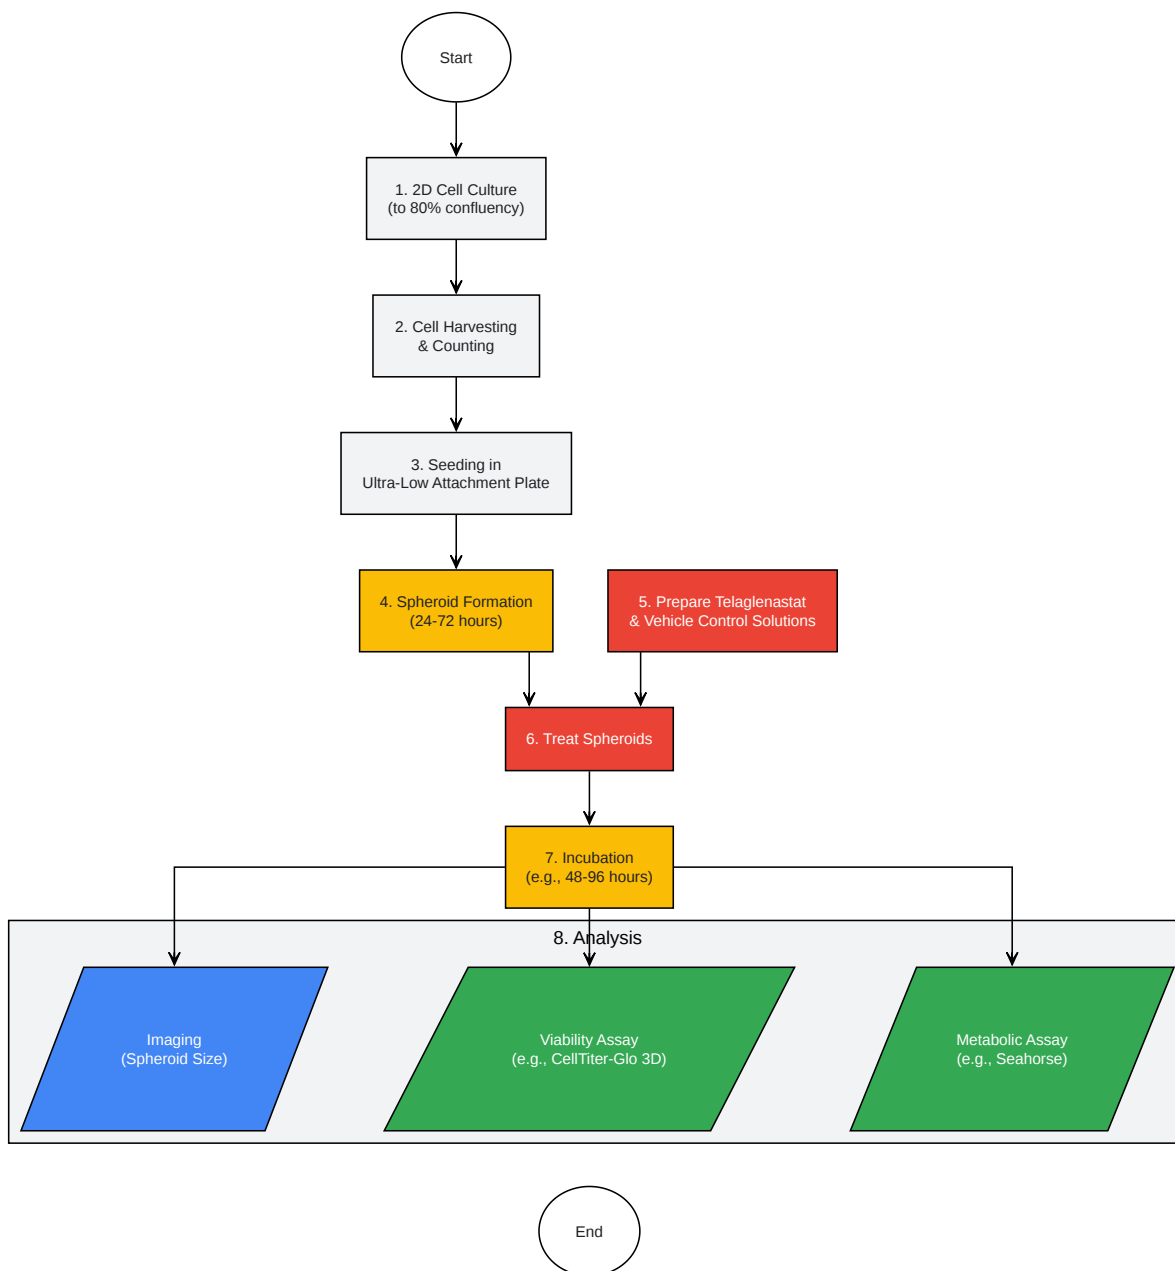 Start
1. 2D Cell Culture
(to 80% confluency)
2. Cell Harvesting
& Counting
3. Seeding in
Ultra-Low Attachment Plate
4. Spheroid Formation
(24-72 hours)
5. Prepare Telaglenastat
& Vehicle Control Solutions
6. Treat Spheroids
7. Incubation
(e.g., 48-96 hours)
8. Analysis
Imaging
(Spheroid Size)
Viability Assay
(e.g., CellTiter-Glo 3D)
Metabolic Assay
(e.g., Seahorse)
End